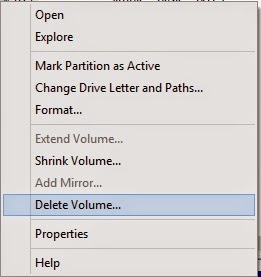 Open
Explore
Mark Partition as Active
Change Drive Letter and Paths...
Format...
Extend Volume...
Shrink Volume...
Add Mirror...
Delete Volume...
Properties
Help